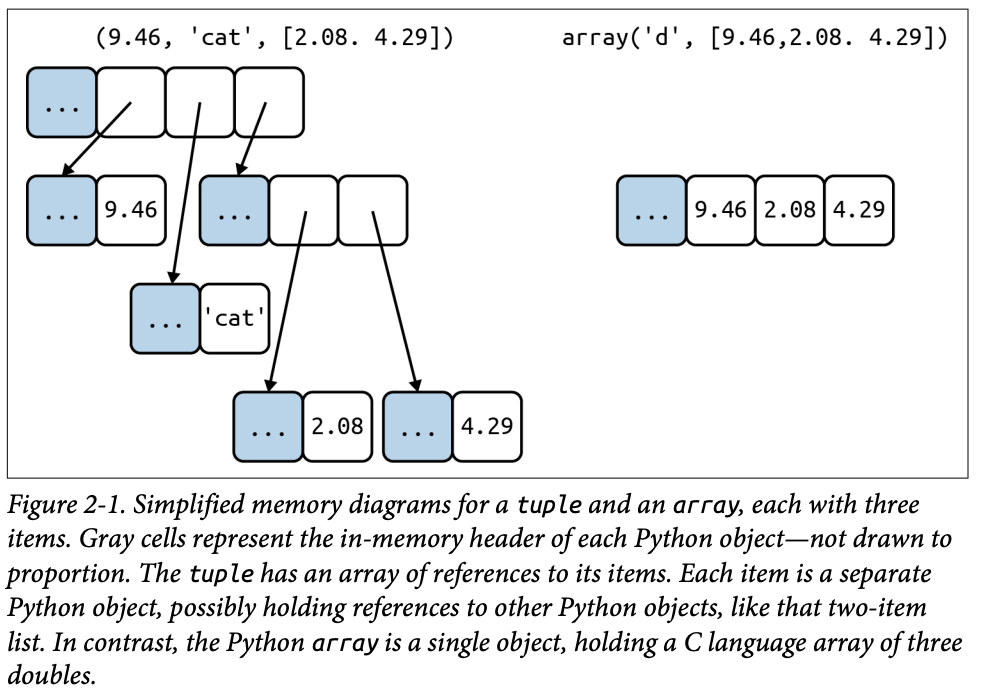 (9.46, 'cat', [2.08. 4.29])
array('d', [9.46,2.08. 4.29])
...
... 9.46
...
... 9.46 2.08 4.29
... 'cat'
... 2.08
... 4.29
Figure 2-1. Simplified memory diagrams for a tuple and an array, each with three
items. Gray cells represent the in-memory header of each Python object—not drawn to
proportion. The tuple has an array of references to its items. Each item is a separate
Python object, possibly holding references to other Python objects, like that two-item
list. In contrast, the Python array is a single object, holding a C language array of three
doubles.